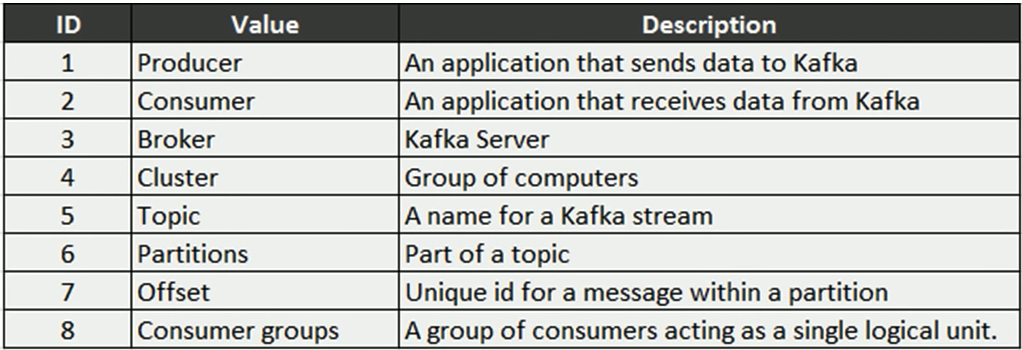 ID Value Description
1 Producer An application that sends data to Kafka
2 Consumer An application that receives data from Kafka
3 Broker Kafka Server
4 Cluster Group of computers
5 Topic A name for a Kafka stream
6 Partitions Part of a topic
7 Offset Unique id for a message within a partition
8 Consumer groups A group of consumers acting as a single logical unit.